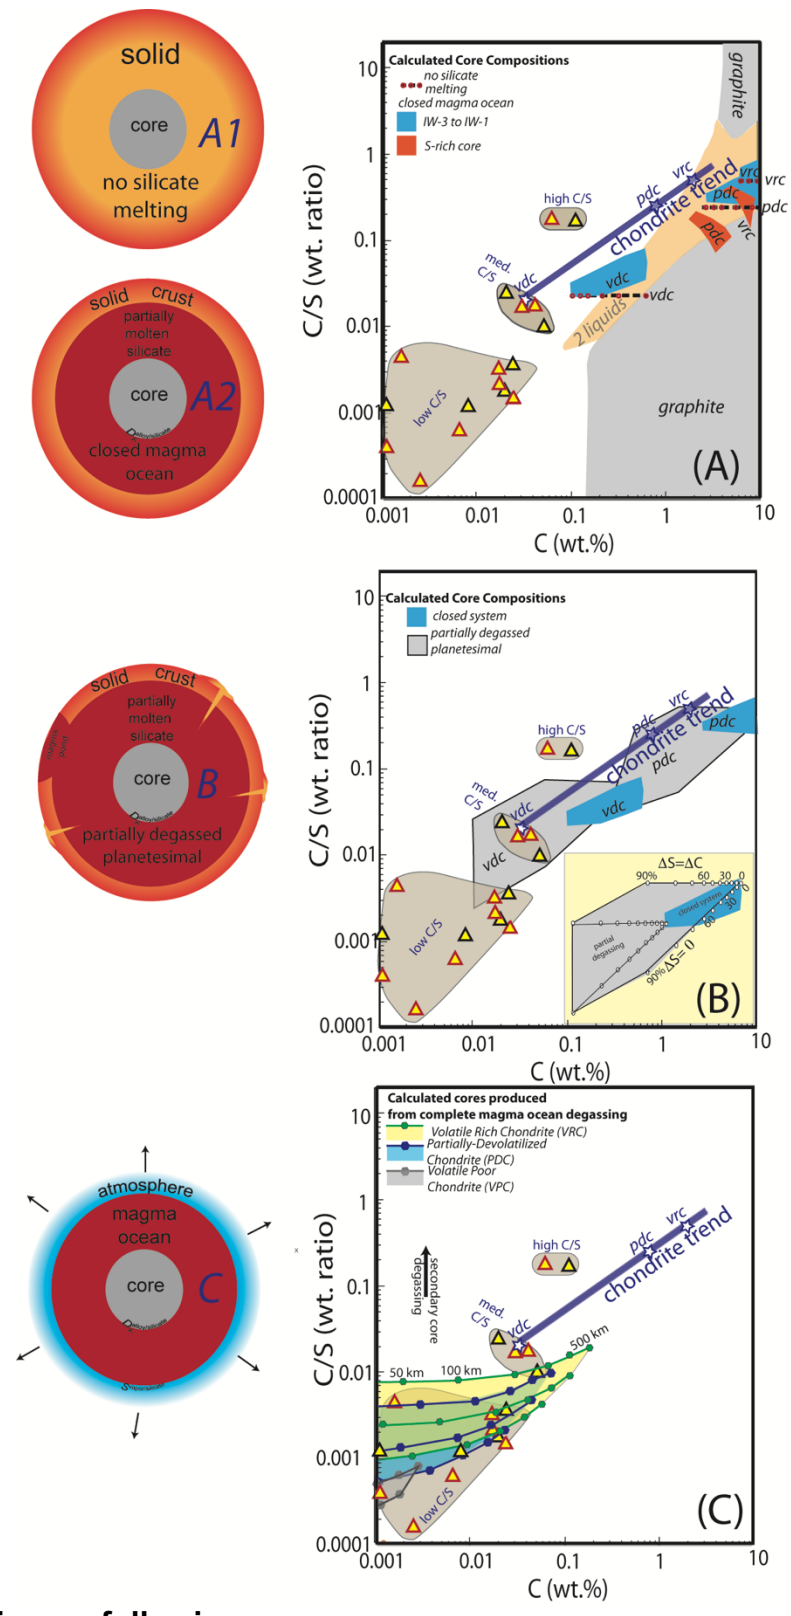 solid
core
A1
no silicate
melting
solid crust
partially
molten
silicate
core
A2
closed magma
ocean
Calculated Core Compositions
no silicate
melting
closed magma ocean
IW-3 to IW-1
S-rich core
graphite
high C/S
pdc
vrc
chondrite trend
vrc
vrc
pdc
pdc
pdc
vrc
med.
C/S
vdc
vdc
vdc
2 liquids
low C/S
graphite
(A)
C/S (wt. ratio)
10
1
0.1
0.01
0.001
0.0001
0.001 0.01 0.1 1 10
C (wt.%)
solid crust
partially
molten
silicate
core
B
partially degassed
planetesimal
Calculated Core Compositions
closed system
partially degassed
planetesimal
high C/S
pdc
vrc
chondrite trend
pdc
pdc
med.
C/S
vdc
vdc
vdc
low C/S
ΔS=ΔC
90% 60 30 0
closed system
0
30
60
partial
degassing
90% ΔS= 0
(B)
C/S (wt. ratio)
10
1
0.1
0.01
0.001
0.0001
0.001 0.01 0.1 1 10
C (wt.%)
atmosphere
magma
ocean
core
C
x
Calculated cores produced
from complete magma ocean degassing
Volatile Rich Chondrite (VRC)
Partially-Devolatilized
Chondrite (PDC)
Volatile Poor
Chondrite (VPC)
secondary core
degassing
high C/S
pdc
vrc
chondrite trend
med.
C/S
vdc
50 km 100 km 500 km
low C/S
(C)
C/S (wt. ratio)
10
1
0.1
0.01
0.001
0.0001
0.001 0.01 0.1 1 10
C (wt.%)